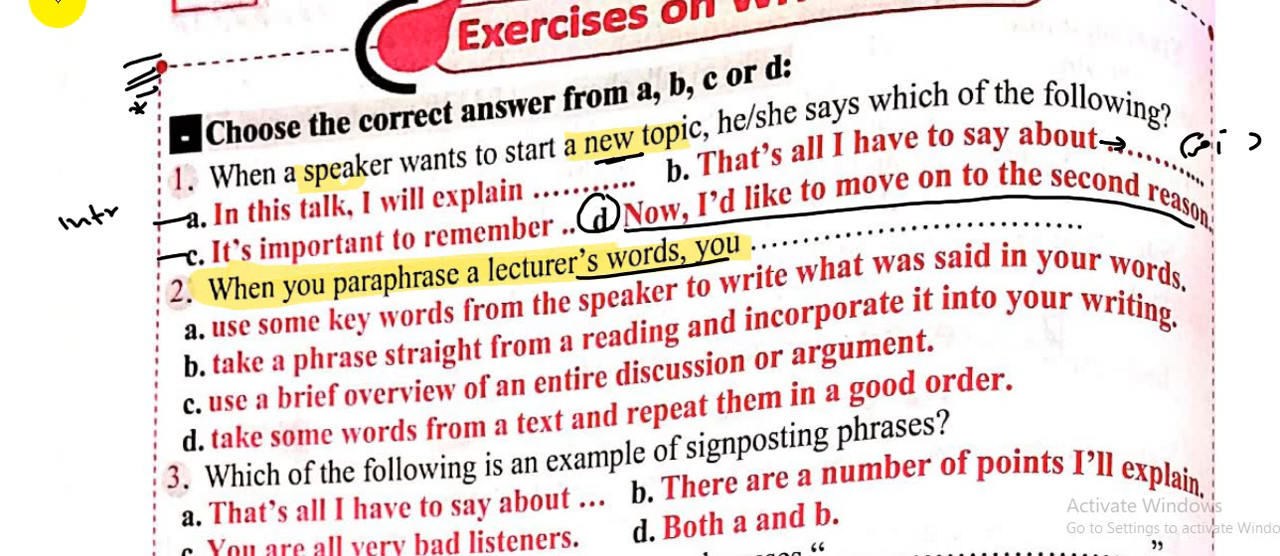 Exercises on
- Choose the correct answer from a, b, c or d:
1. When a speaker wants to start a new topic, he/she says which of the following?
a. In this talk, I will explain ............ b. That's all I have to say about ............
Intr
c. It's important to remember .. d Now, I'd like to move on to the second reason.
2. When you paraphrase a lecturer's words, you ..............................
a. use some key words from the speaker to write what was said in your words.
b. take a phrase straight from a reading and incorporate it into your writing.
c. use a brief overview of an entire discussion or argument.
d. take some words from a text and repeat them in a good order.
3. Which of the following is an example of signposting phrases?
a. That's all I have to say about ... b. There are a number of points I'll explain.
c. You are all very bad listeners. d. Both a and b.
Activate Windows
Go to Settings to activate Windo